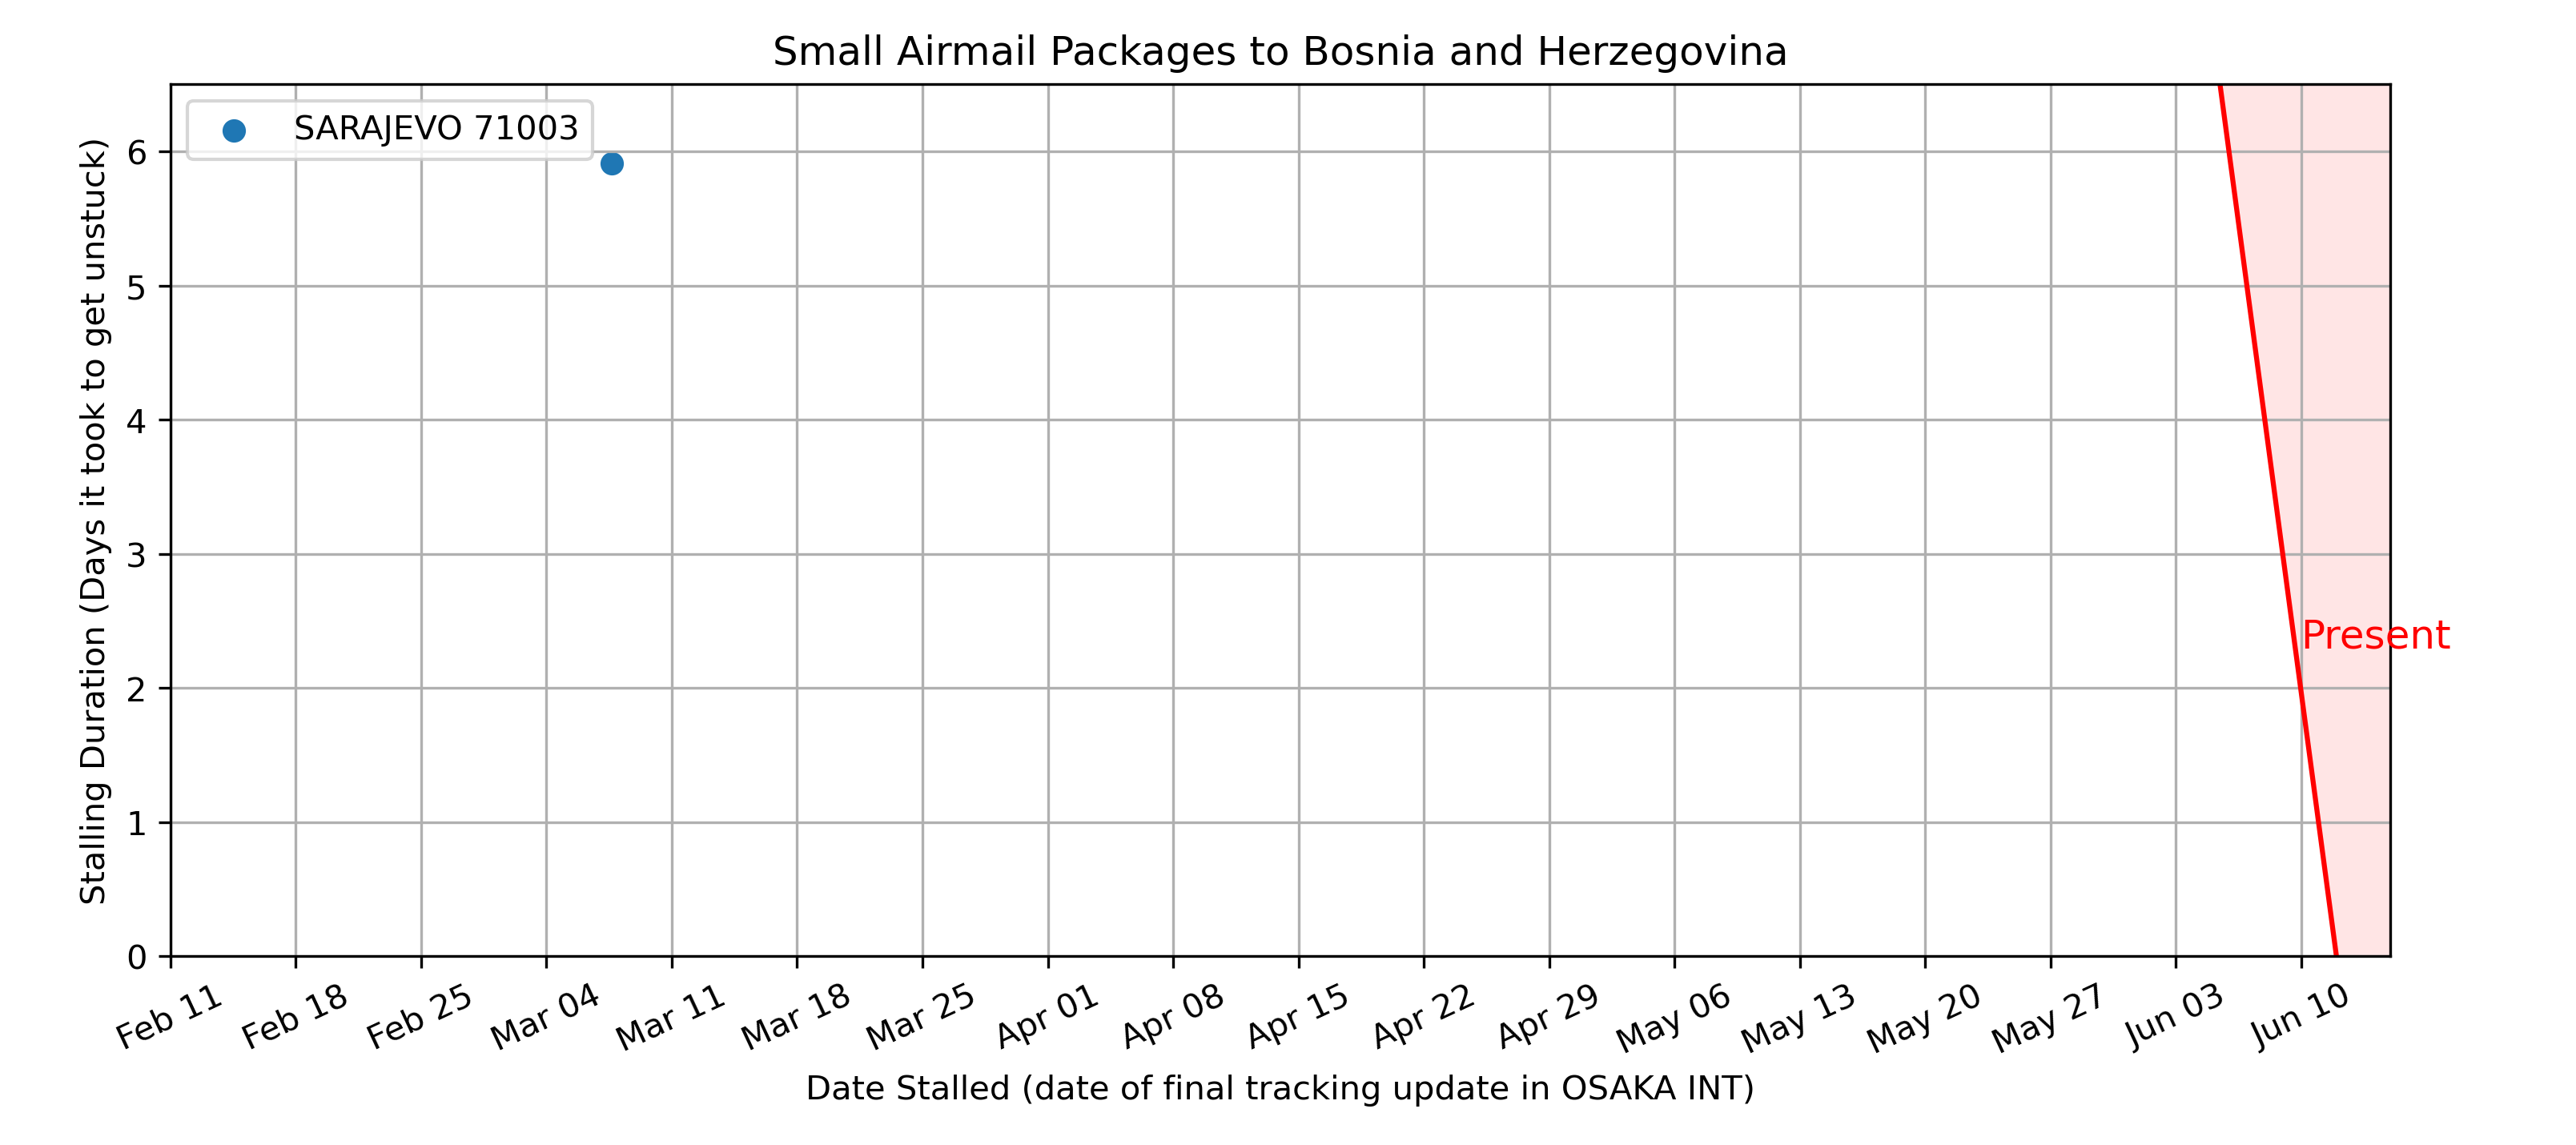 Small Airmail Packages to Bosnia and Herzegovina
SARAJEVO 71003
Stalling Duration (Days it took to get unstuck)
6
5
4
3
2
1
0
Present
Feb 11
Feb 18
Feb 25
Mar 04
Mar 11
Mar 18
Mar 25
Apr 01
Apr 08
Apr 15
Apr 22
Apr 29
May 06
May 13
May 20
May 27
Jun 03
Jun 10
Date Stalled (date of final tracking update in OSAKA INT)